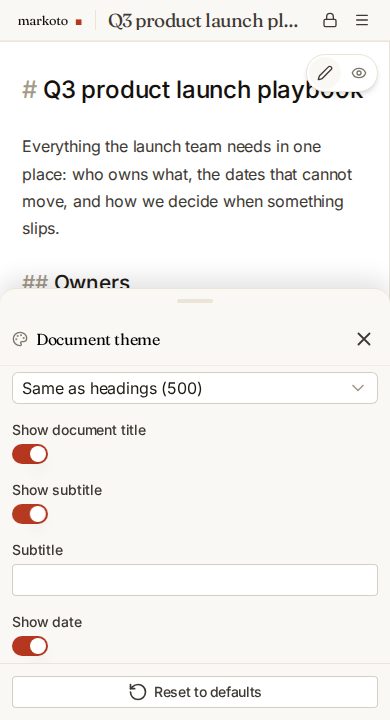 markoto
Q3 product launch pl...
# Q3 product launch playbook
Everything the launch team needs in one
place: who owns what, the dates that cannot
move, and how we decide when something
slips.
## Owners
Document theme
Same as headings (500)
Show document title
Show subtitle
Subtitle
Show date
Reset to defaults